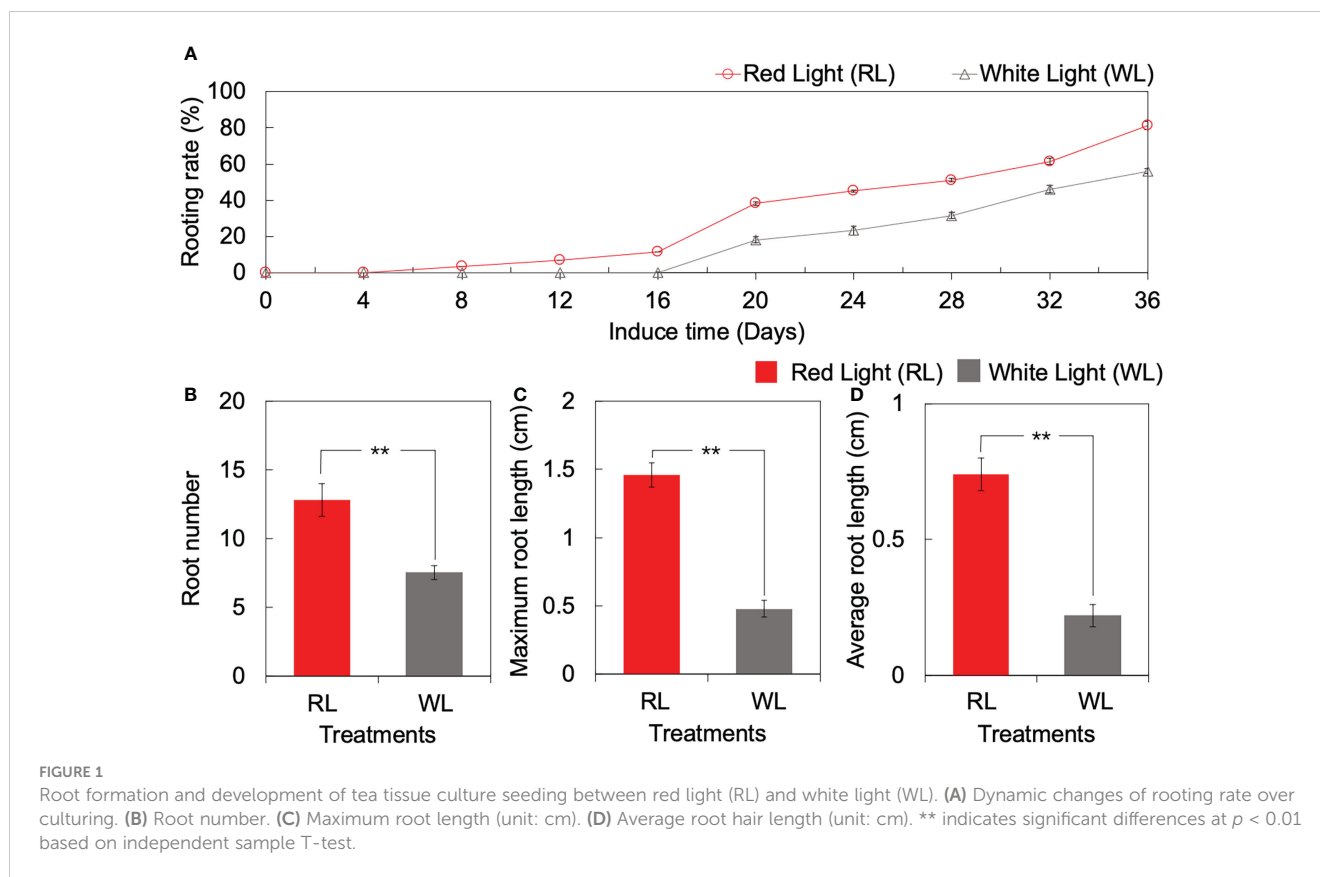 A
Red Light (RL) White Light (WL)
Rooting rate (%)
100
80
60
40
20
0
0 4 8 12 16 20 24 28 32 36
Induce time (Days)
Red Light (RL) White Light (WL)
B
Root number
20
15
10
5
0
**
RL WL
Treatments
C
Maximum root length (cm)
2
1.5
1
0.5
0
**
RL WL
Treatments
D
Average root length (cm)
1
0.5
0
**
RL WL
Treatments
FIGURE 1
Root formation and development of tea tissue culture seeding between red light (RL) and white light (WL). (A) Dynamic changes of rooting rate over
culturing. (B) Root number. (C) Maximum root length (unit: cm). (D) Average root hair length (unit: cm). ** indicates significant differences at p < 0.01
based on independent sample T-test.